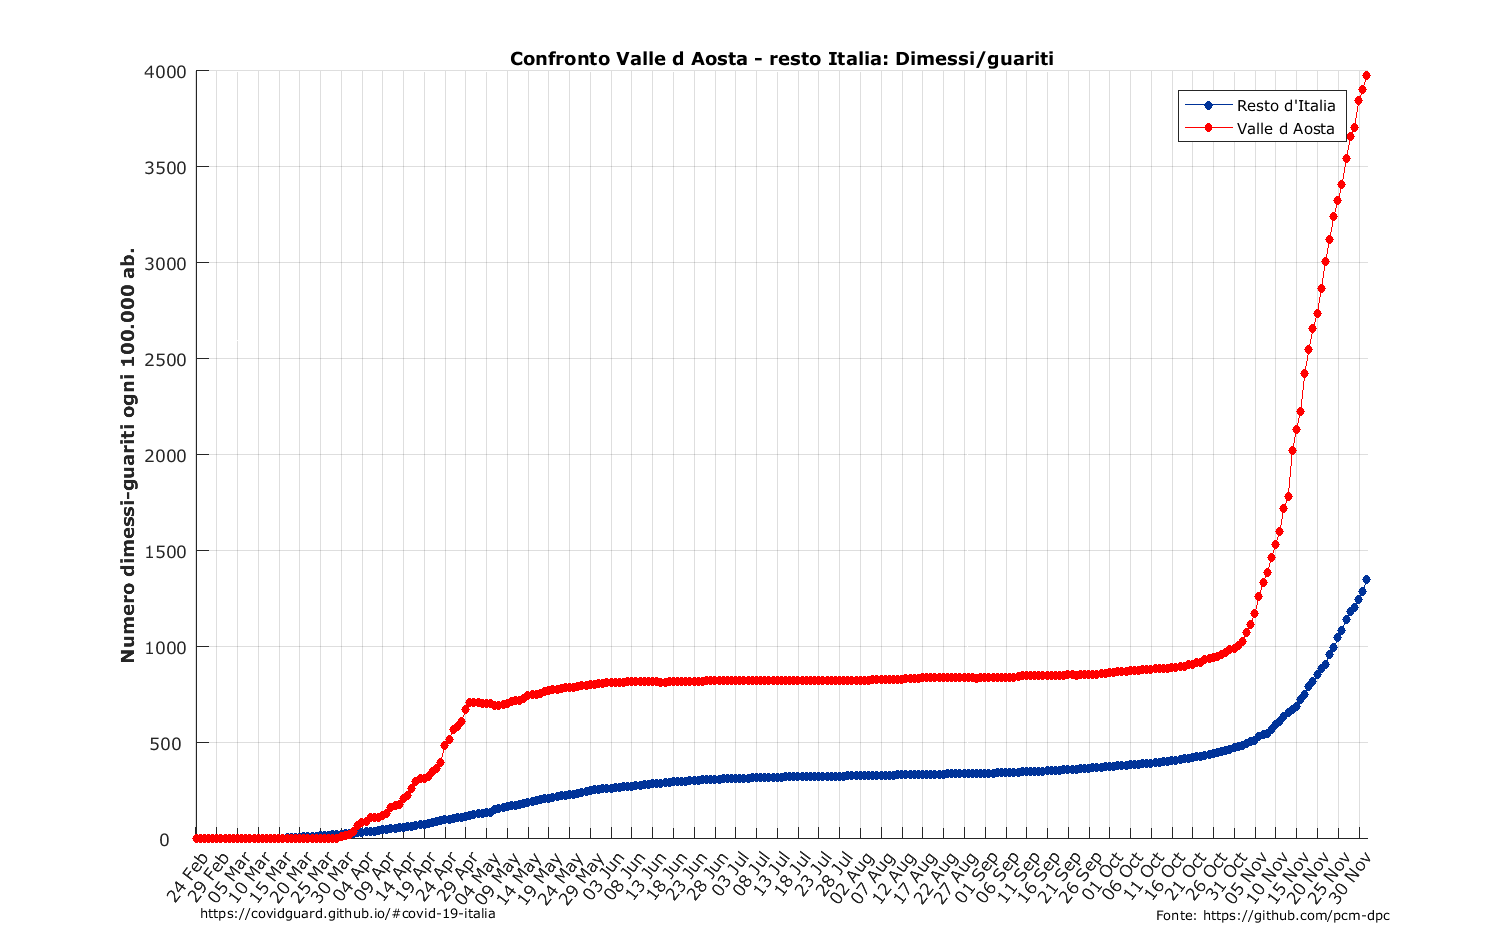 Confronto Valle d Aosta - resto Italia: Dimessi/guariti
4000
3500
3000
2500
2000
1500
1000
500
0
Numero dimessi-guariti ogni 100.000 ab.
Resto d'Italia
Valle d Aosta
24 Feb
29 Feb
05 Mar
10 Mar
15 Mar
20 Mar
25 Mar
30 Mar
04 Apr
09 Apr
14 Apr
19 Apr
24 Apr
29 Apr
04 May
09 May
14 May
19 May
24 May
29 May
03 Jun
08 Jun
13 Jun
18 Jun
23 Jun
28 Jun
03 Jul
08 Jul
13 Jul
18 Jul
23 Jul
28 Jul
02 Aug
07 Aug
12 Aug
17 Aug
22 Aug
27 Aug
01 Sep
06 Sep
11 Sep
16 Sep
21 Sep
26 Sep
01 Oct
06 Oct
11 Oct
16 Oct
21 Oct
26 Oct
31 Oct
05 Nov
10 Nov
15 Nov
20 Nov
25 Nov
30 Nov
https://covidguard.github.io/#covid-19-italia
Fonte: https://github.com/pcm-dpc